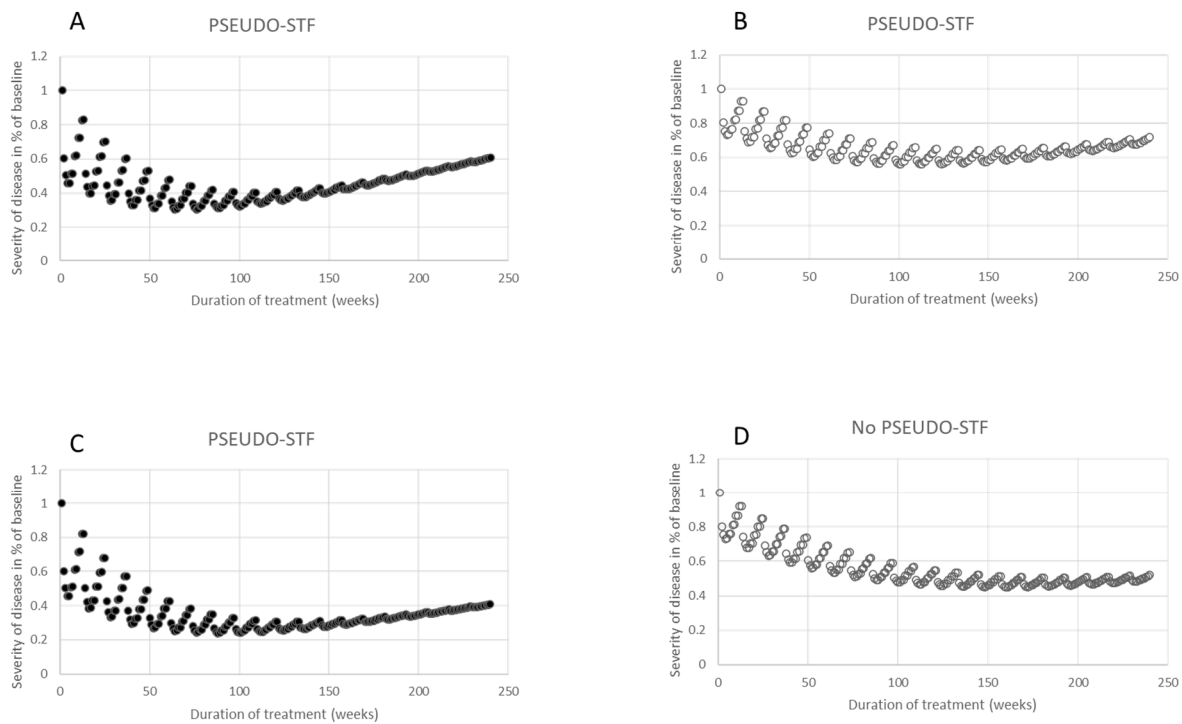 A
PSEUDO-STF
Severity of disease in % of baseline
1.2
1
0.8
0.6
0.4
0.2
0
0 50 100 150 200 250
Duration of treatment (weeks)
B
PSEUDO-STF
Severity of disease in % of baseline
1.2
1
0.8
0.6
0.4
0.2
0
0 50 100 150 200 250
Duration of treatment (weeks)
C
PSEUDO-STF
Severity of disease in % of baseline
1.2
1
0.8
0.6
0.4
0.2
0
0 50 100 150 200 250
Duration of treatment (weeks)
D
No PSEUDO-STF
Severity of disease in % of baseline
1.2
1
0.8
0.6
0.4
0.2
0
0 50 100 150 200 250
Duration of treatment (weeks)